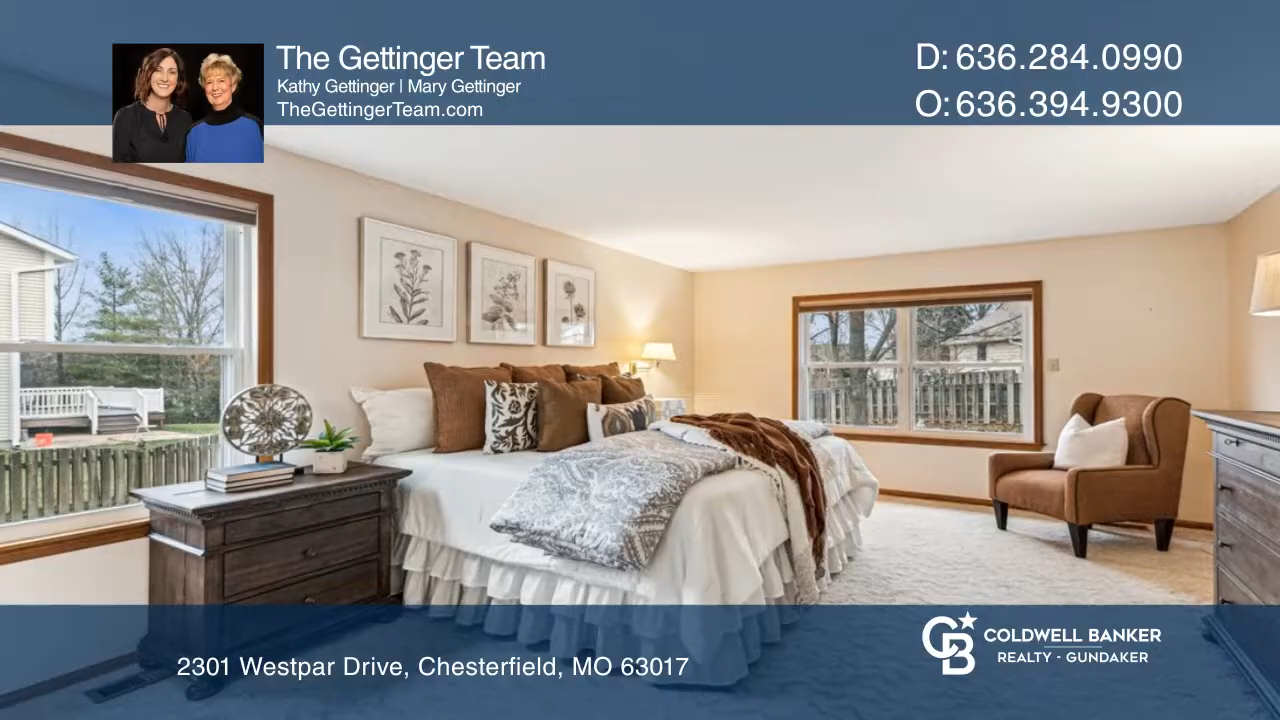 The Gettinger Team
Kathy Gettinger | Mary Gettinger
TheGettingerTeam.com
D: 636.284.0990
O: 636.394.9300
2301 Westpar Drive, Chesterfield, MO 63017
CB
COLDWELL BANKER
REALTY - GUNDAKER